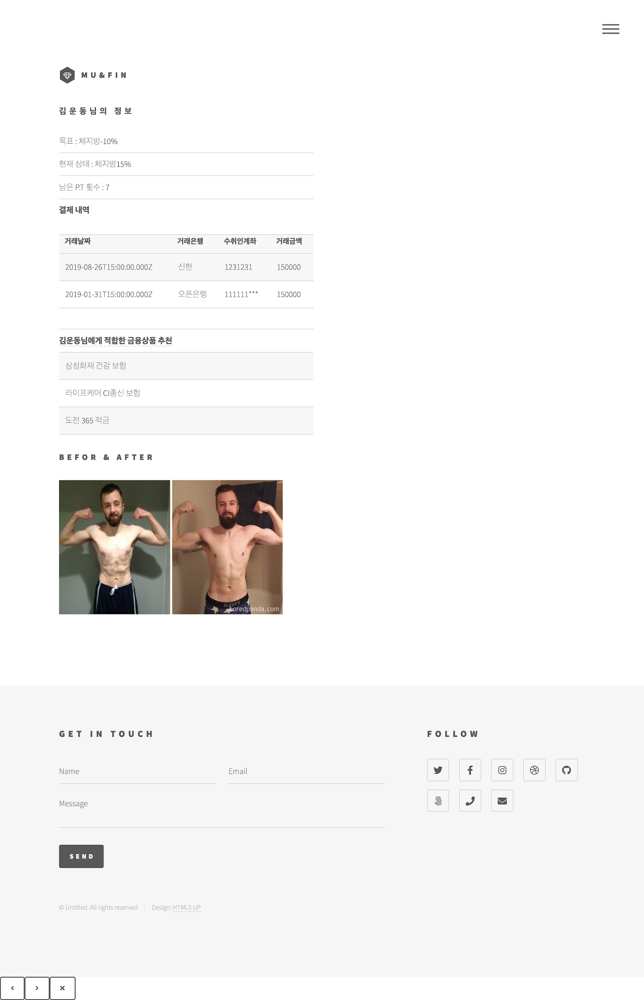 MU&FIN
김운동님의 정보
목표 : 체지방-10%
현재 상태 : 체지방15%
남은 P.T 횟수 : 7
결제 내역
거래날짜 거래은행 수취인계좌 거래금액
2019-08-26T15:00:00.000Z 신한 1231231 150000
2019-01-31T15:00:00.000Z 오픈은행 111111*** 150000
김운동님에게 적합한 금융상품 추천
삼성화재 건강 보험
라이프케어 CI종신 보험
도전 365 적금
BEFOR & AFTER
SLEEFS
boredpanda.com
GET IN TOUCH
FOLLOW
Name Email
Message
SEND
© Untitled. All rights reserved Design: HTML5 UP